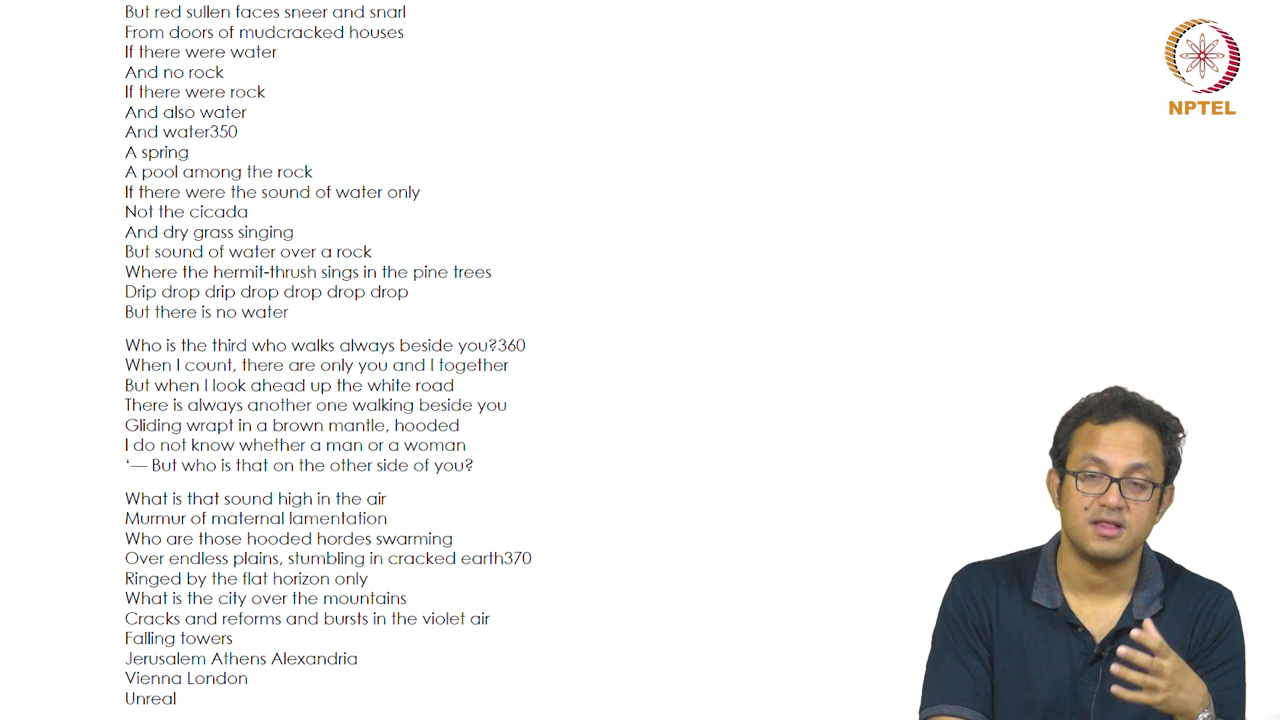 But red sullen faces sneer and snarl
From doors of mudcracked houses
If there were water
And no rock
If there were rock
And also water
And water350
A spring
A pool among the rock
If there were the sound of water only
Not the cicada
And dry grass singing
But sound of water over a rock
Where the hermit-thrush sings in the pine trees
Drip drop drip drop drop drop drop
But there is no water
Who is the third who walks always beside you?360
When I count, there are only you and I together
But when I look ahead up the white road
There is always another one walking beside you
Gliding wrapt in a brown mantle, hooded
I do not know whether a man or a woman
‘— But who is that on the other side of you?
What is that sound high in the air
Murmur of maternal lamentation
Who are those hooded hordes swarming
Over endless plains, stumbling in cracked earth370
Ringed by the flat horizon only
What is the city over the mountains
Cracks and reforms and bursts in the violet air
Falling towers
Jerusalem Athens Alexandria
Vienna London
Unreal
NPTEL